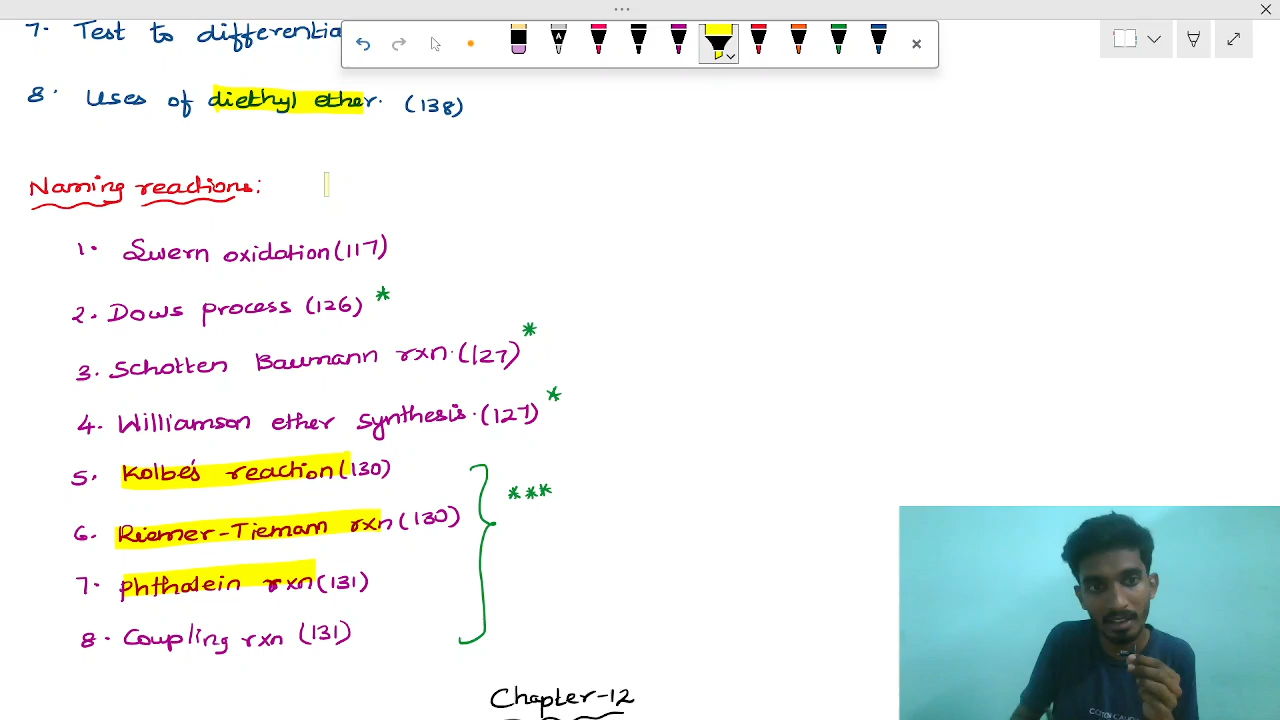 7. Test to differentia
8. Uses of diethyl ether. (138)
Naming reactions:
1. Swern oxidation (117)
2. Dows process (126) *
3. Schotten Baumann rxn. (127) *
4. Williamson ether synthesis. (127) *
5. Kolbe's reaction (130)
***
6. Riemer-Tiemann rxn (130)
7. phthalein rxn (131)
8. Coupling rxn (131)
Chapter-12